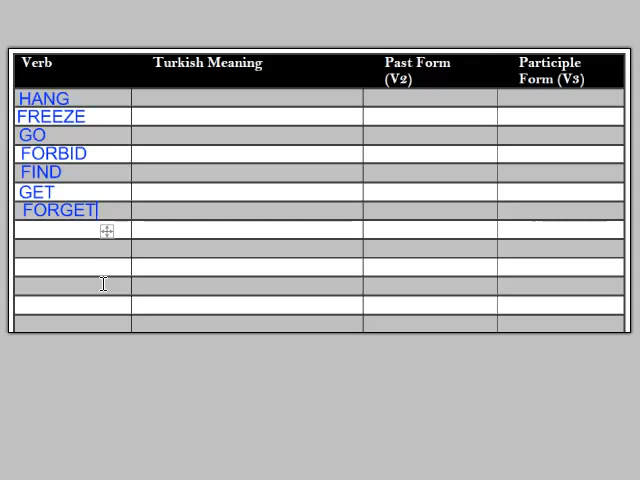 Verb Turkish Meaning Past Form (V2) Participle Form (V3)
HANG
FREEZE
GO
FORBID
FIND
GET
FORGET